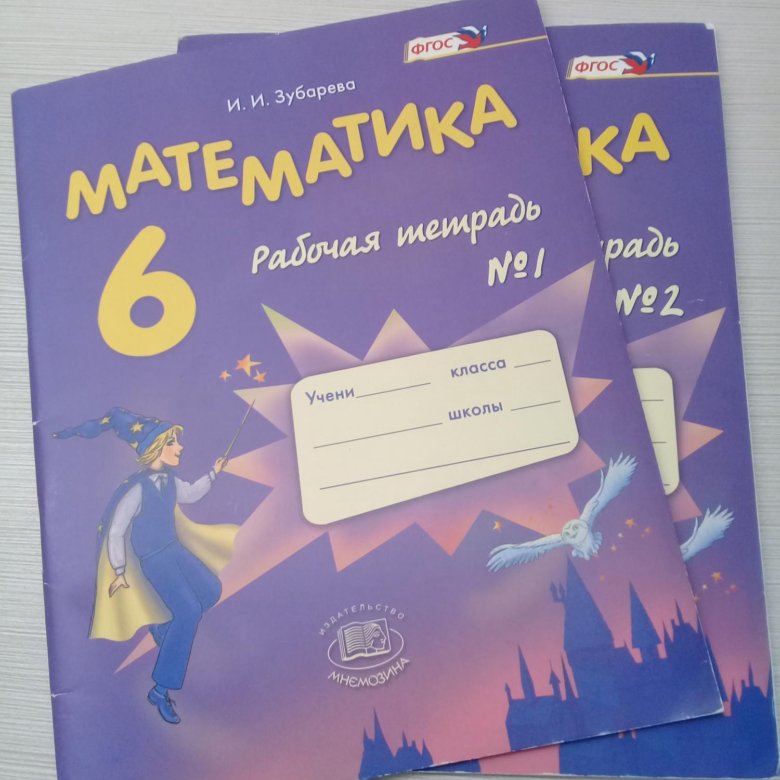 ФГОС
И. И. Зубарева
МАТЕМАТИКА
6
Рабочая тетрадь
№1
Учени класса
школы
ИЗДАТЕЛЬСТВО
МНЕМОЗИНА
ФГОС
КА
традь
№2